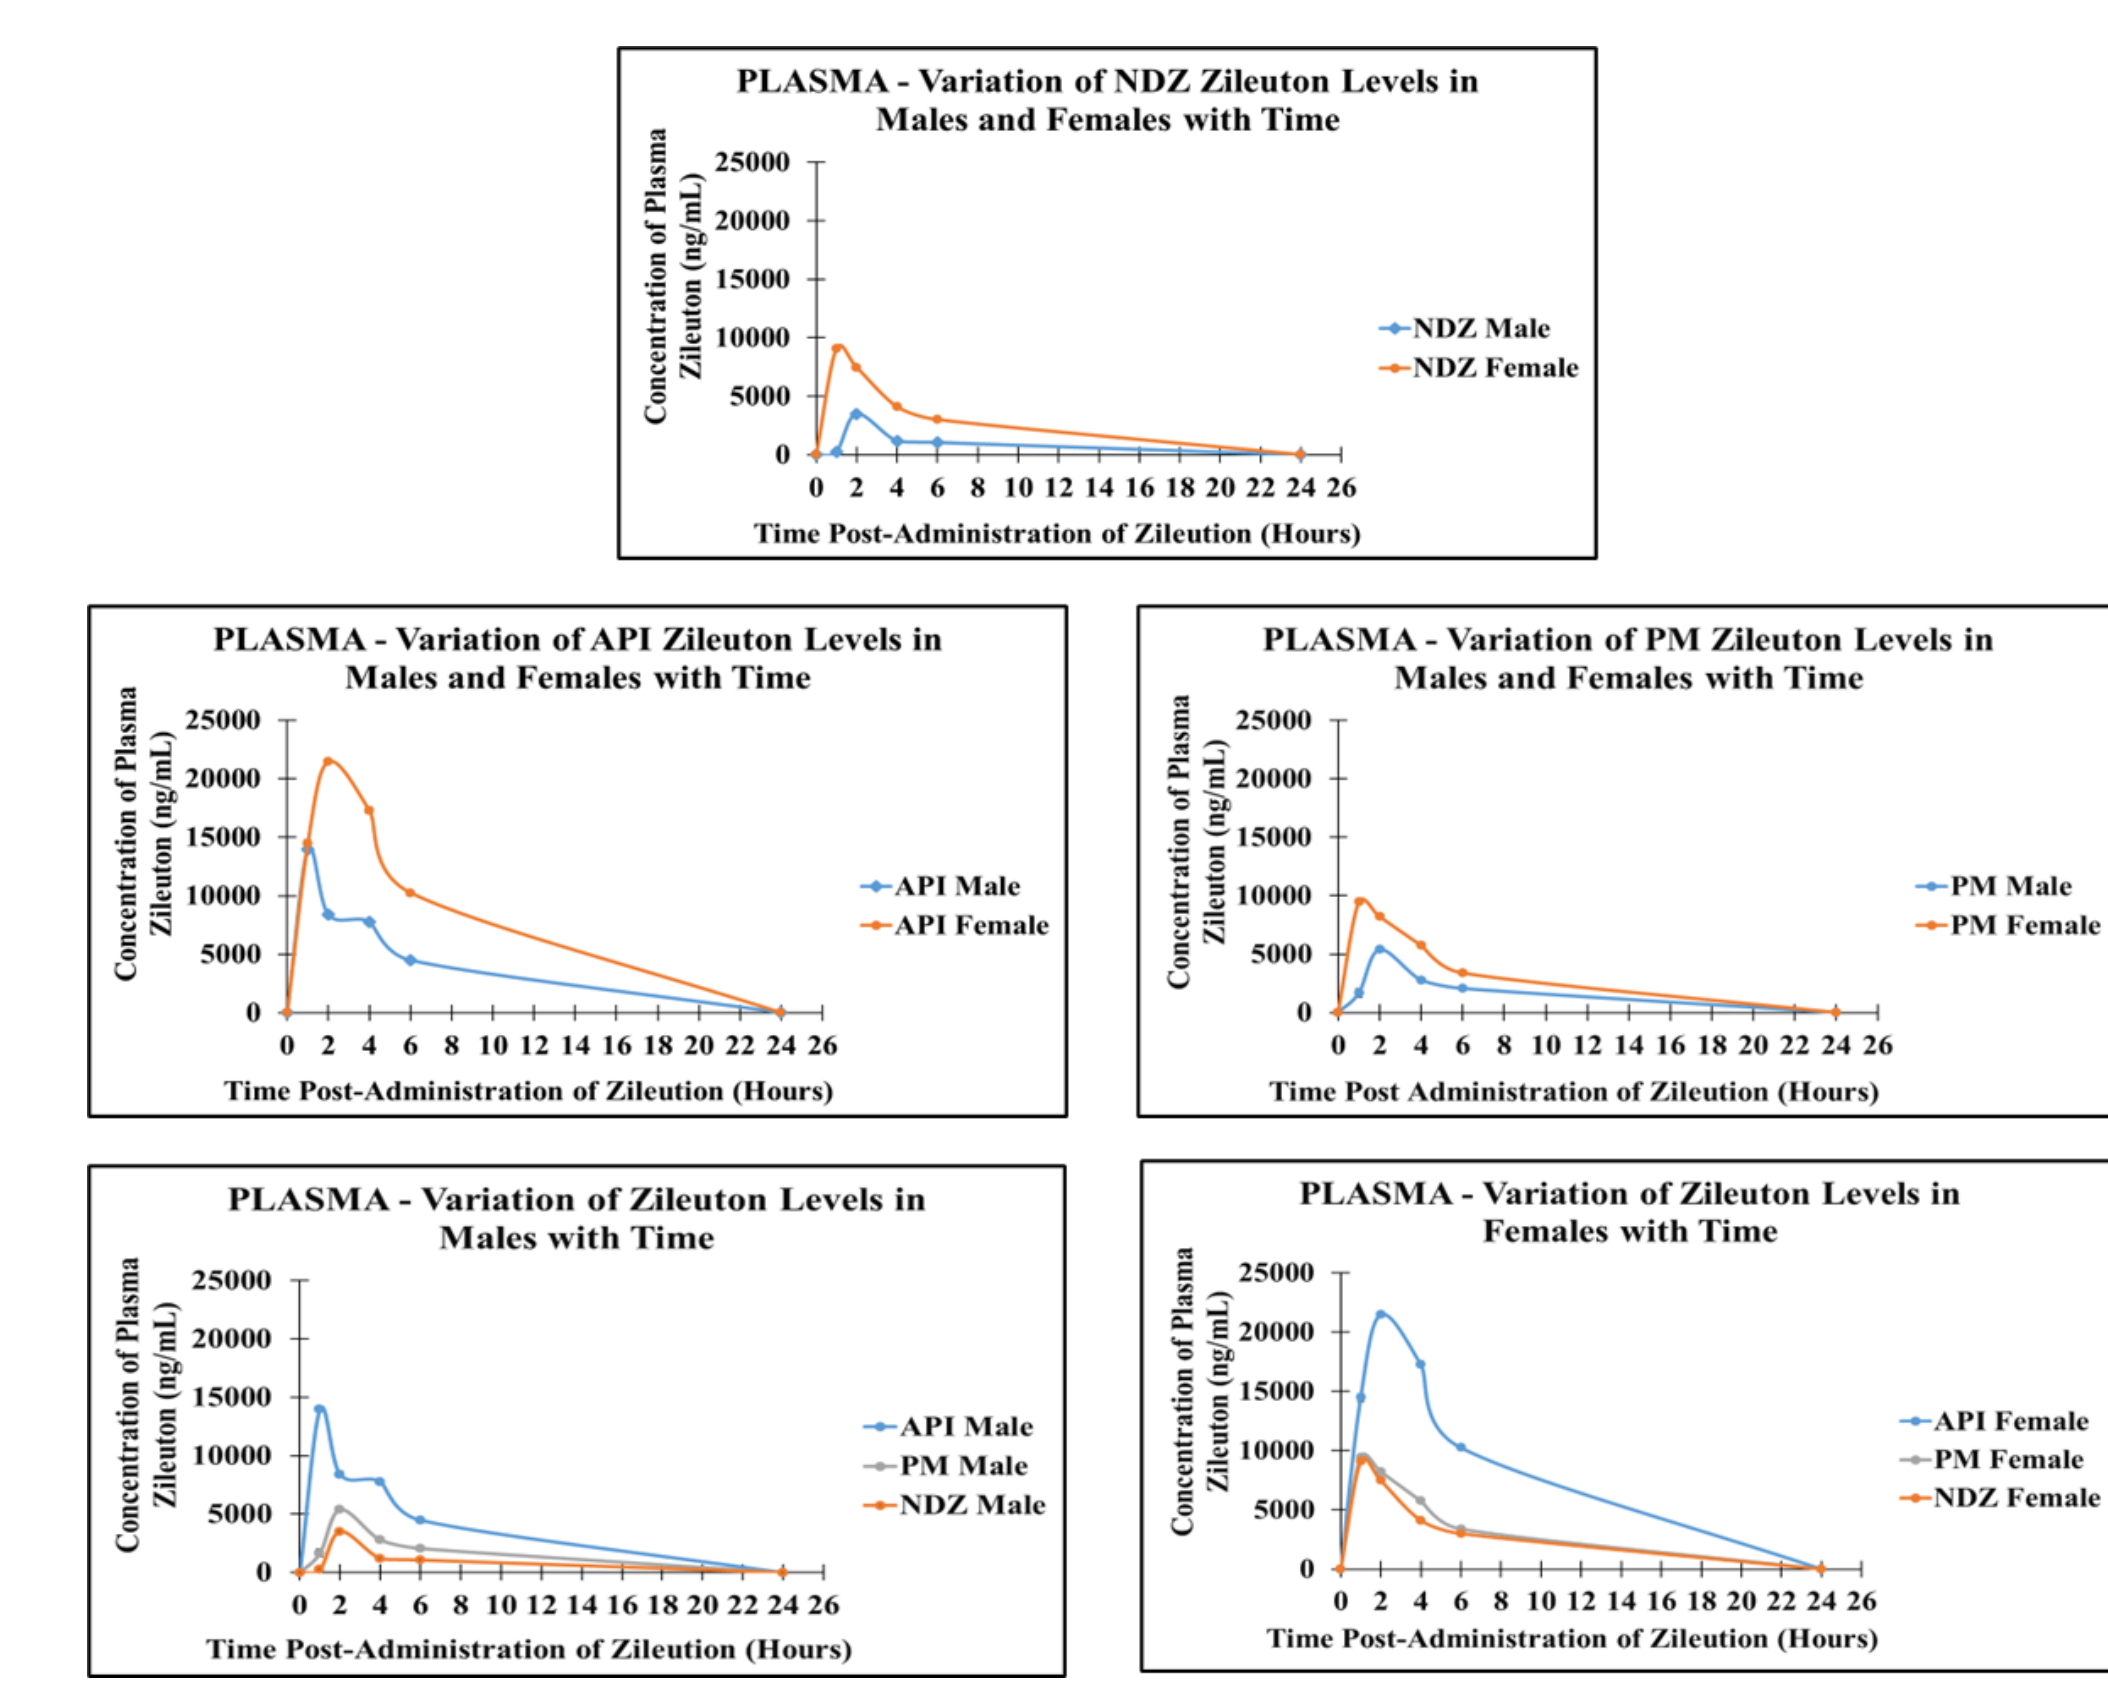 PLASMA - Variation of NDZ Zileuton Levels in
Males and Females with Time
Concentration of Plasma
Zileuton (ng/mL)
25000
20000
15000
10000
5000
0
0 2 4 6 8 10 12 14 16 18 20 22 24 26
Time Post-Administration of Zileution (Hours)
NDZ Male
NDZ Female
PLASMA - Variation of API Zileuton Levels in
Males and Females with Time
Concentration of Plasma
Zileuton (ng/mL)
25000
20000
15000
10000
5000
0
0 2 4 6 8 10 12 14 16 18 20 22 24 26
Time Post-Administration of Zileution (Hours)
API Male
API Female
PLASMA - Variation of PM Zileuton Levels in
Males and Females with Time
Concentration of Plasma
Zileuton (ng/mL)
25000
20000
15000
10000
5000
0
0 2 4 6 8 10 12 14 16 18 20 22 24 26
Time Post Administration of Zileution (Hours)
PM Male
PM Female
PLASMA - Variation of Zileuton Levels in
Males with Time
Concentration of Plasma
Zileuton (ng/mL)
25000
20000
15000
10000
5000
0
0 2 4 6 8 10 12 14 16 18 20 22 24 26
Time Post-Administration of Zileution (Hours)
API Male
PM Male
NDZ Male
PLASMA - Variation of Zileuton Levels in
Females with Time
Concentration of Plasma
Zileuton (ng/mL)
25000
20000
15000
10000
5000
0
0 2 4 6 8 10 12 14 16 18 20 22 24 26
Time Post-Administration of Zileution (Hours)
API Female
PM Female
NDZ Female